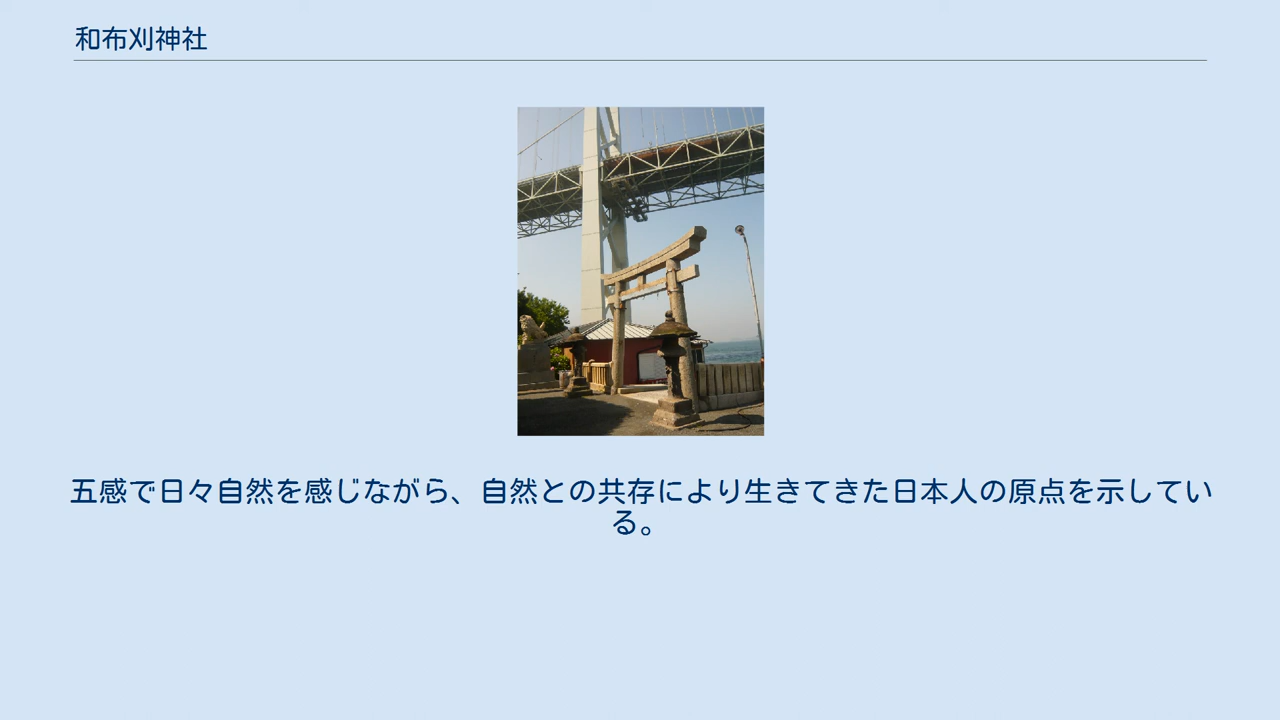 和布刈神社
五感で日々自然を感じながら、自然との共存により生きてきた日本人の原点を示してい
る。